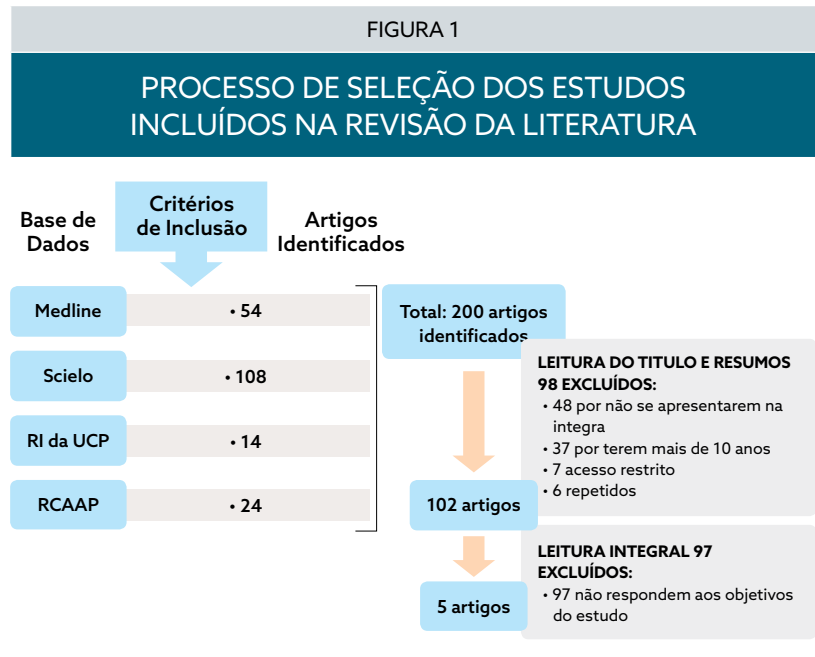 FIGURA 1
PROCESSO DE SELEÇÃO DOS ESTUDOS
INCLUÍDOS NA REVISÃO DA LITERATURA
Base de
Dados
Critérios
de Inclusão
Artigos
Identificados
Medline
• 54
Scielo
• 108
RI da UCP
• 14
RCAAP
• 24
Total: 200 artigos
identificados
LEITURA DO TITULO E RESUMOS
98 EXCLUÍDOS:
• 48 por não se apresentarem na
integra
• 37 por terem mais de 10 anos
• 7 acesso restrito
• 6 repetidos
102 artigos
LEITURA INTEGRAL 97
EXCLUÍDOS:
• 97 não respondem aos objetivos
do estudo
5 artigos